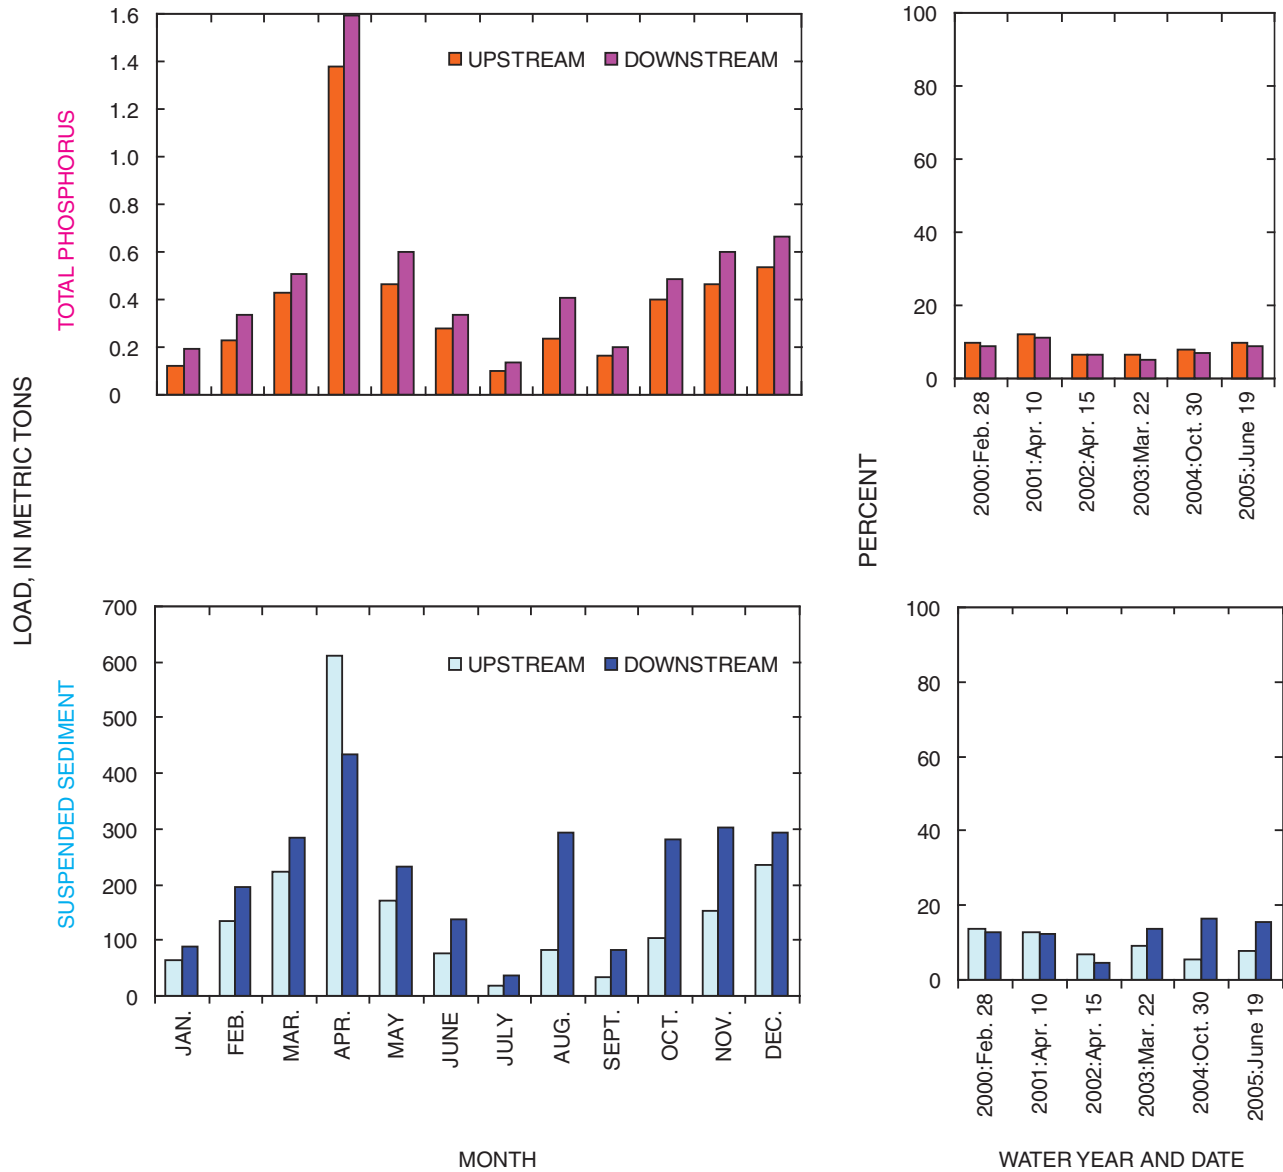 LOAD, IN METRIC TONS
TOTAL PHOSPHORUS
1.6
1.4
1.2
1.0
0.8
0.6
0.4
0.2
0
UPSTREAM DOWNSTREAM
PERCENT
100
80
60
40
20
0
2000:Feb. 28
2001:Apr. 10
2002:Apr. 15
2003:Mar. 22
2004:Oct. 30
2005:June 19
SUSPENDED SEDIMENT
700
600
500
400
300
200
100
0
UPSTREAM DOWNSTREAM
JAN.
FEB.
MAR.
APR.
MAY
JUNE
JULY
AUG.
SEPT.
OCT.
NOV.
DEC.
MONTH
100
80
60
40
20
0
2000:Feb. 28
2001:Apr. 10
2002:Apr. 15
2003:Mar. 22
2004:Oct. 30
2005:June 19
WATER YEAR AND DATE